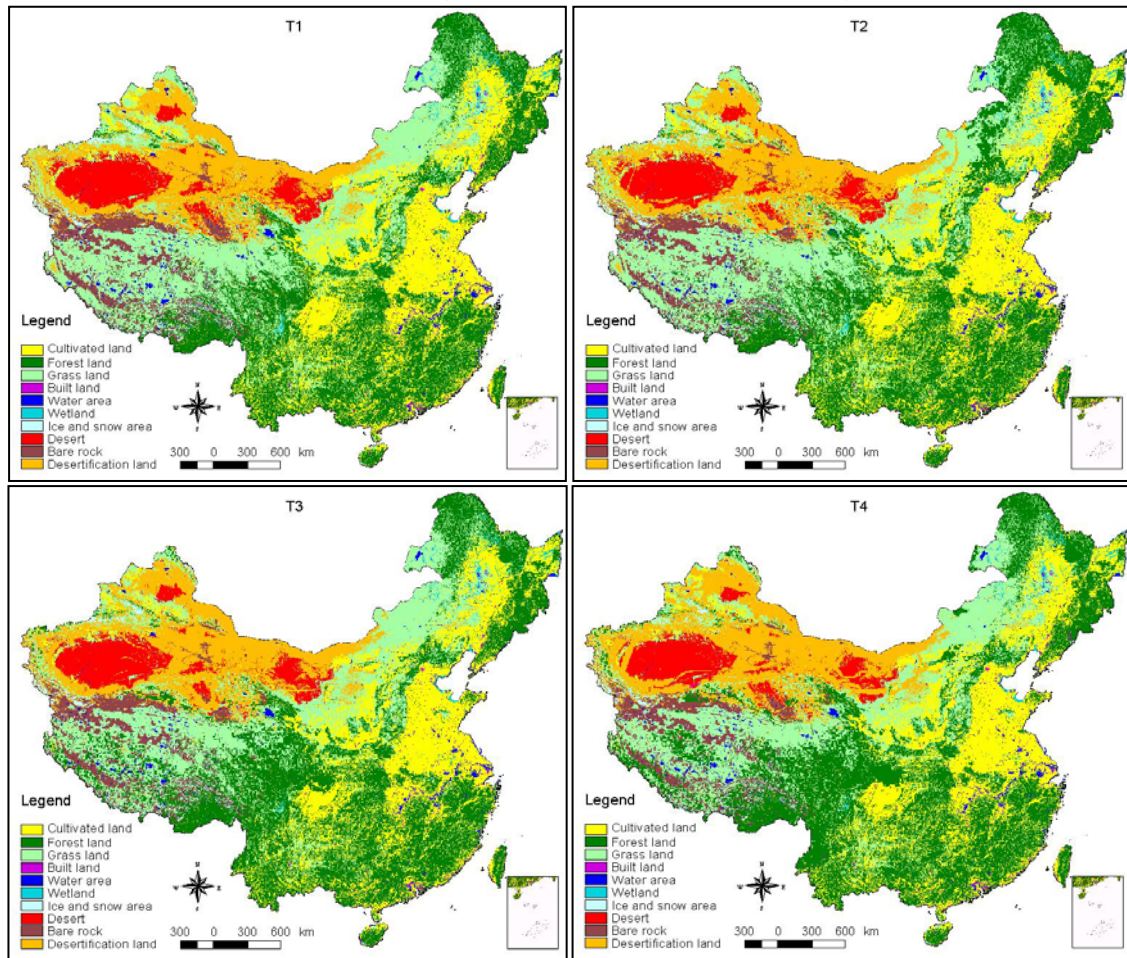 T1
Legend
Cultivated land
Forest land
Grass land
Built land
Water area
Wetland
Ice and snow area
Desert
Bare rock
Desertification land
N
W E
S
300 0 300 600 km
T2
Legend
Cultivated land
Forest land
Grass land
Built land
Water area
Wetland
Ice and snow area
Desert
Bare rock
Desertification land
N
W E
S
300 0 300 600 km
T3
Legend
Cultivated land
Forest land
Grass land
Built land
Water area
Wetland
Ice and snow area
Desert
Bare rock
Desertification land
N
W E
S
300 0 300 600 km
T4
Legend
Cultivated land
Forest land
Grass land
Built land
Water area
Wetland
Ice and snow area
Desert
Bare rock
Desertification land
N
W E
S
300 0 300 600 km